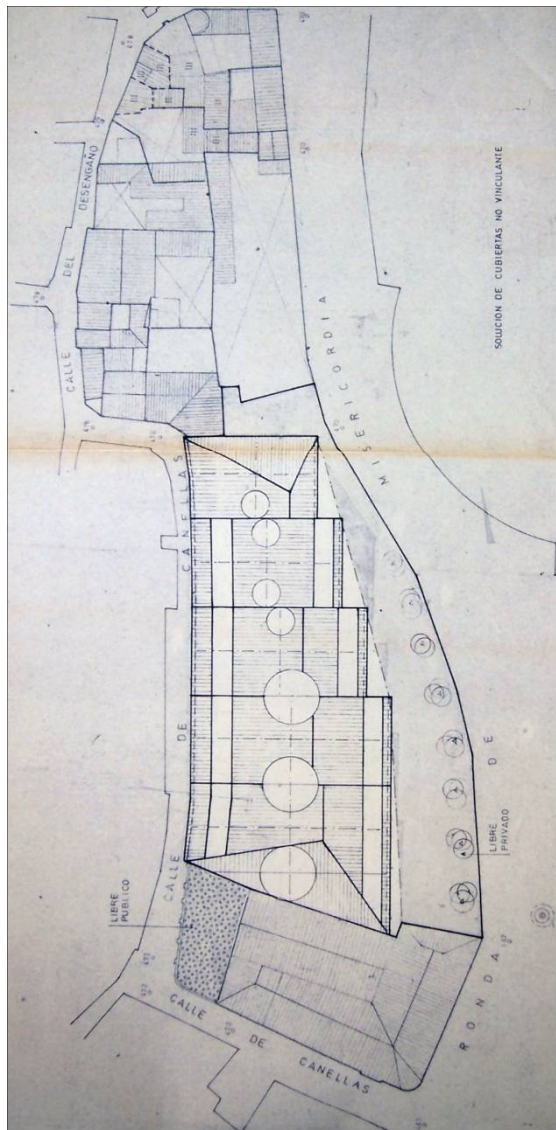 CALLE DEL DESENGAÑO
SOLUCION DE CUBIERTAS NO VINCULANTE
RONDA DE MISERICORDIA
CALLE DE CANELLAS
LIBRE
PUBLICO
LIBRE
PRIVADO
CALLE
DE
CANELLAS